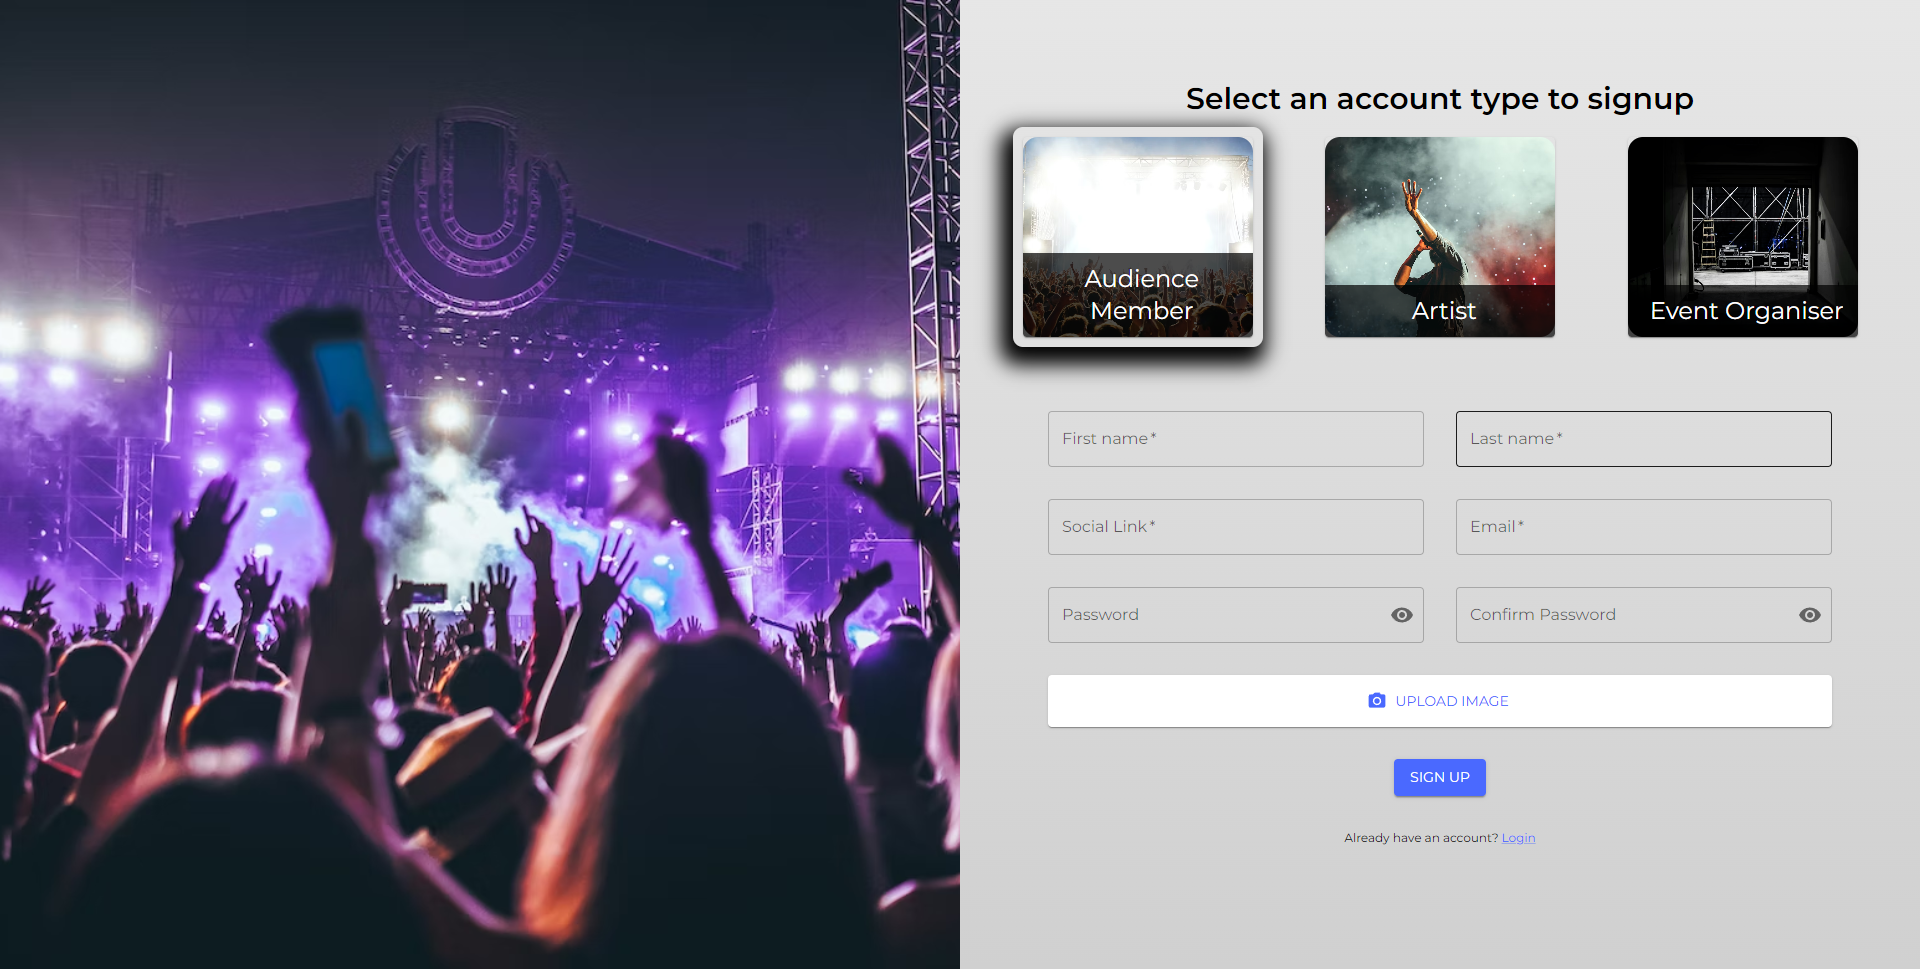 Select an account type to signup
Audience
Member
Artist
Event Organiser
First name *
Last name *
Social Link *
Email *
Password
Confirm Password
UPLOAD IMAGE
SIGN UP
Already have an account? Login